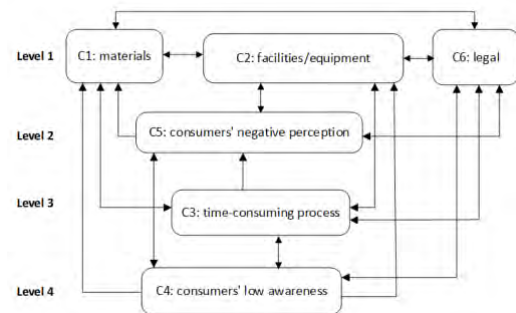 Level 1
C1: materials
C2: facilities/equipment
C6: legal
Level 2
C5: consumers' negative perception
Level 3
C3: time-consuming process
Level 4
C4: consumers' low awareness